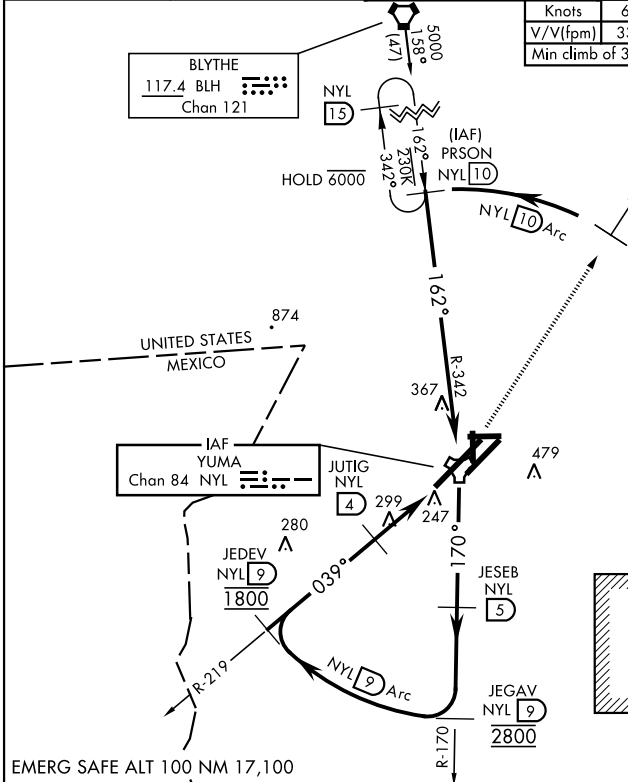 Knots
V/V(fpm)
Min climb of
5000
158°
(47)
BLYTHE
117.4 BLH
Chan 121
NYL
15
(IAF)
PRSON
NYL 10
162°
230K
342°
HOLD 6000
NYL 10 Arc
162°
874
UNITED STATES
MEXICO
R-342
367
IAF
YUMA
Chan 84 NYL
JUTIG
NYL
4
479
299
247
280
170°
JEDEV
NYL 9
1800
039°
JESEB
NYL
5
R-219
NYL 9 Arc
JEGAV
NYL 9
2800
R-170
EMERG SAFE ALT 100 NM 17,100